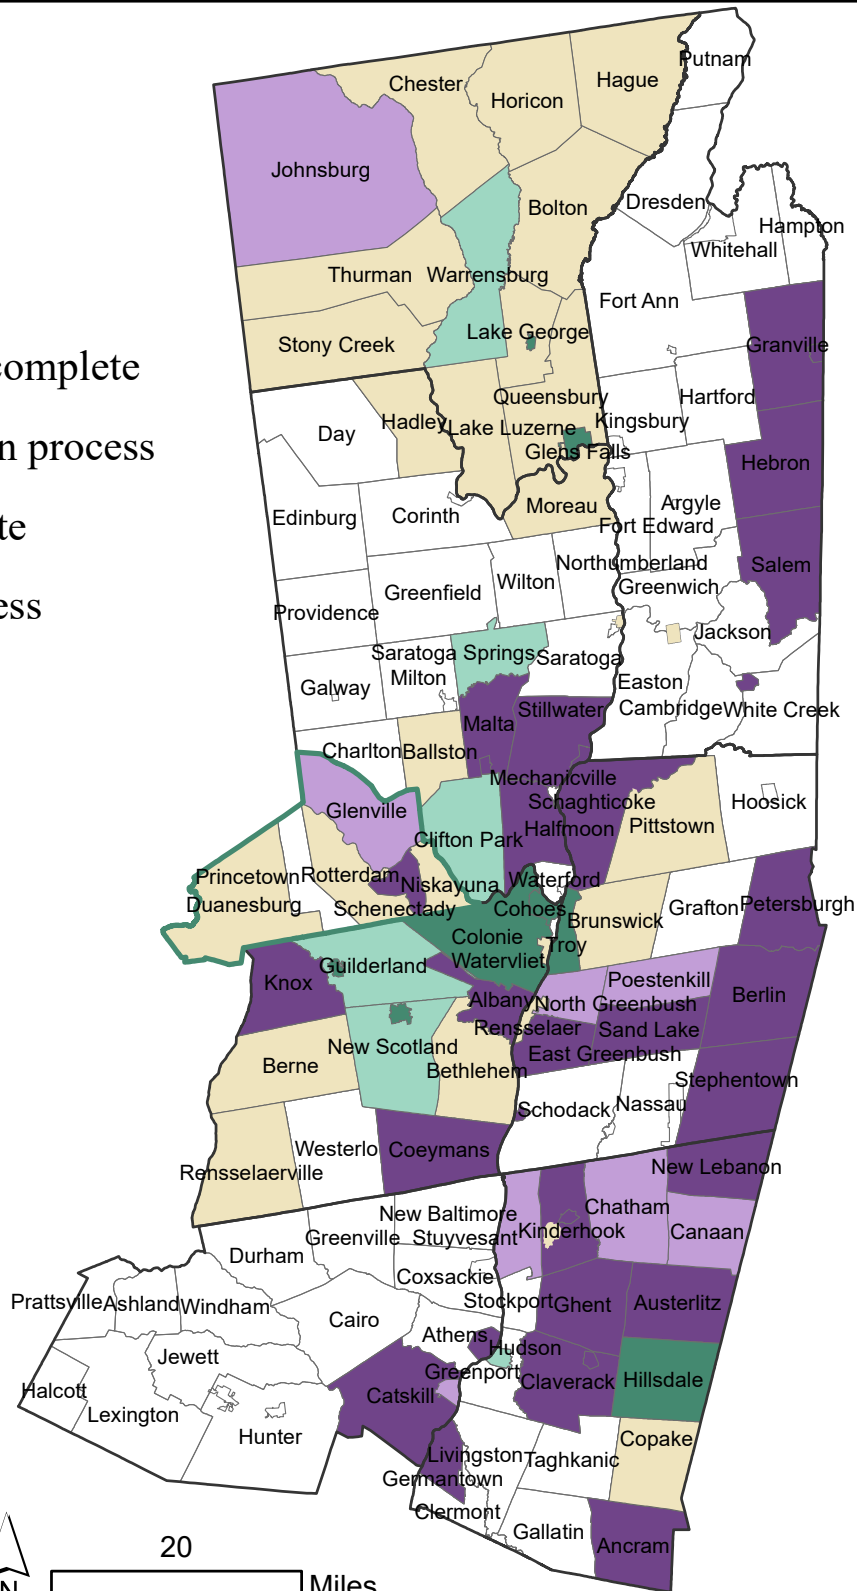 Putnam
Chester
Hague
Horicon
Johnsburg
Dresden
Bolton
Hampton
Whitehall
Thurman
Warrensburg
Fort Ann
Lake George
Stony Creek
Granville
complete
Queensbury
Hartford
Hadley
Kingsbury
Day
Lake Luzerne
n process
Glens Falls
Hebron
Moreau
Argyle
Edinburg
Corinth
Fort Edward
te
Northumberland
Salem
Wilton
Greenwich
Greenfield
ess
Providence
Jackson
Saratoga Springs
Saratoga
Milton
Galway
Easton
Stillwater
Cambridge
White Creek
Malta
Charlton
Ballston
Mechanicville
Schaghticoke
Hoosick
Glenville
Pittstown
Halfmoon
Clifton Park
Rotterdam
Princetown
Waterford
Niskayuna
Duanesburg
Schenectady
Cohoes
Grafton
Petersburgh
Brunswick
Colonie
Troy
Watervliet
Guilderland
Poestenkill
Knox
Berlin
Albany
North Greenbush
Rensselaer
Sand Lake
New Scotland
East Greenbush
Berne
Bethlehem
Stephentown
Nassau
Schodack
Westerlo
Coeymans
New Lebanon
Rensselaerville
Chatham
New Baltimore
Kinderhook
Canaan
Greenville
Stuyvesant
Durham
Coxsackie
Stockport
Prattsville
Ashland
Windham
Ghent
Austerlitz
Cairo
Athens
Hudson
Jewett
Greenport
Claverack
Hillsdale
Halcott
Catskill
Lexington
Hunter
Copake
Livingston
Taghkanic
Germantown
Clermont
Gallatin
Ancram
20
Miles
N